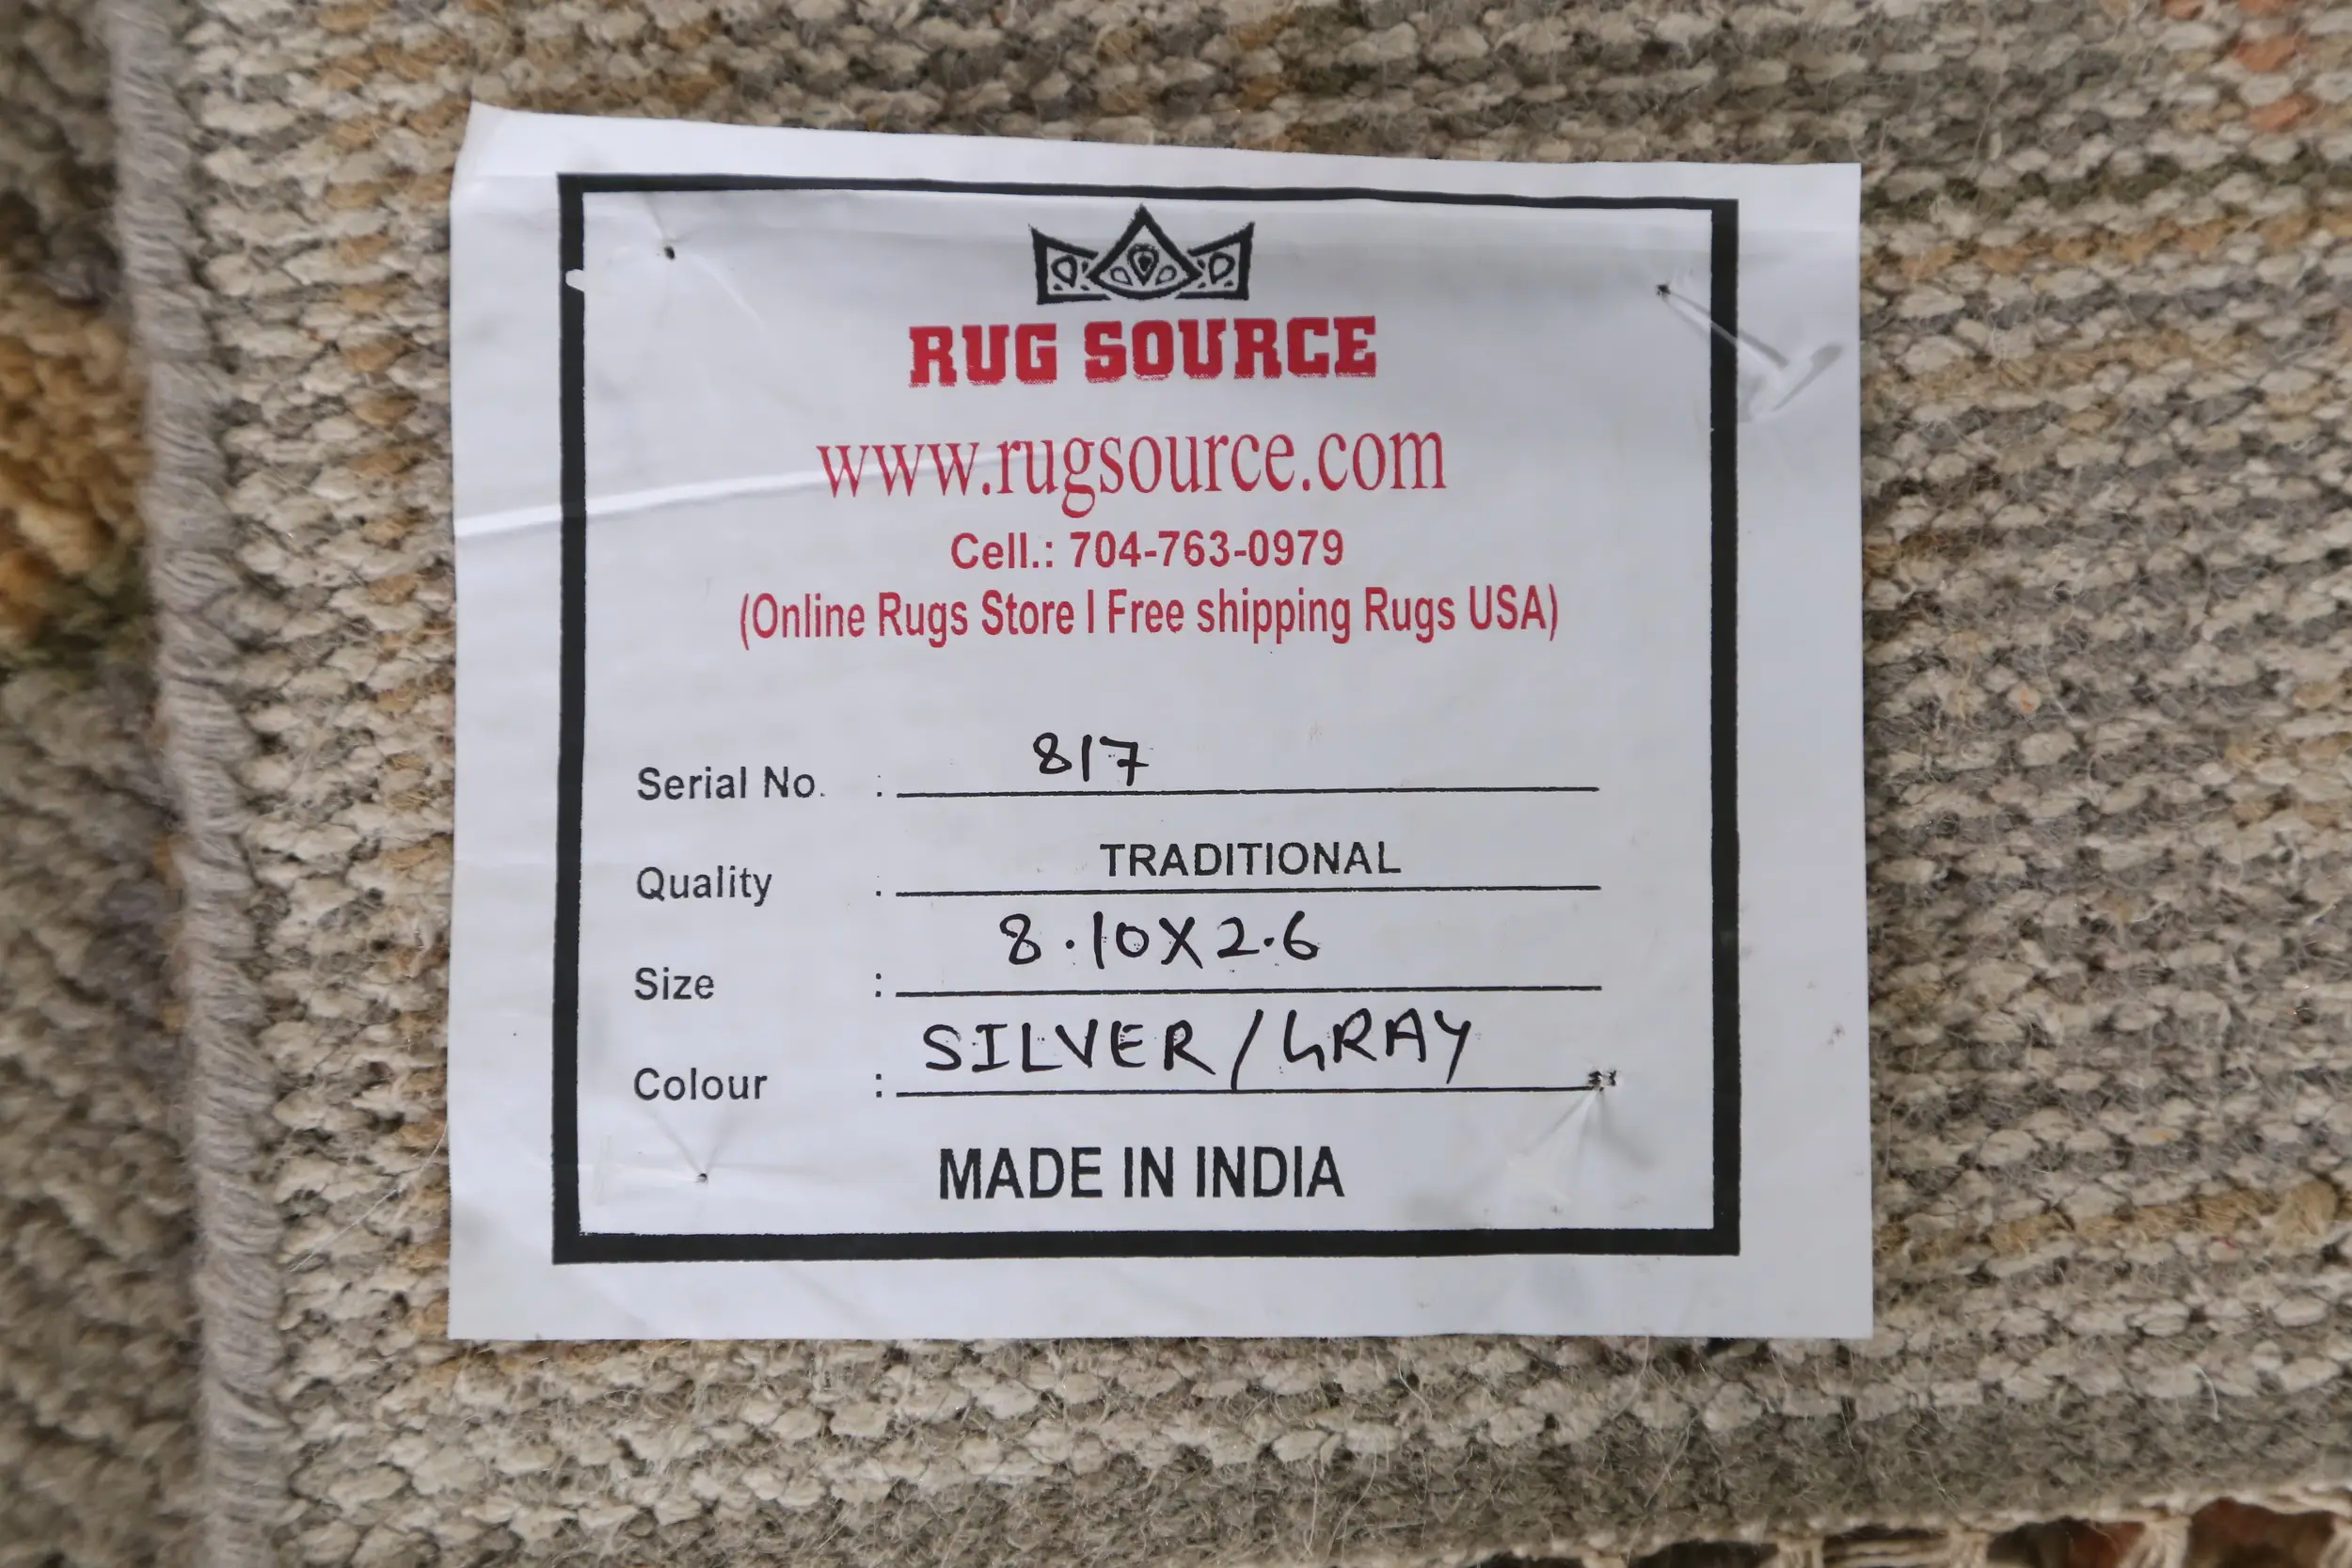 RUG SOURCE
www.rugsource.com
Cell.: 704-763-0979
(Online Rugs Store | Free shipping Rugs USA)
Serial No. : 817
Quality : TRADITIONAL
Size : 8.10X2.6
Colour : SILVER/GRAY
MADE IN INDIA